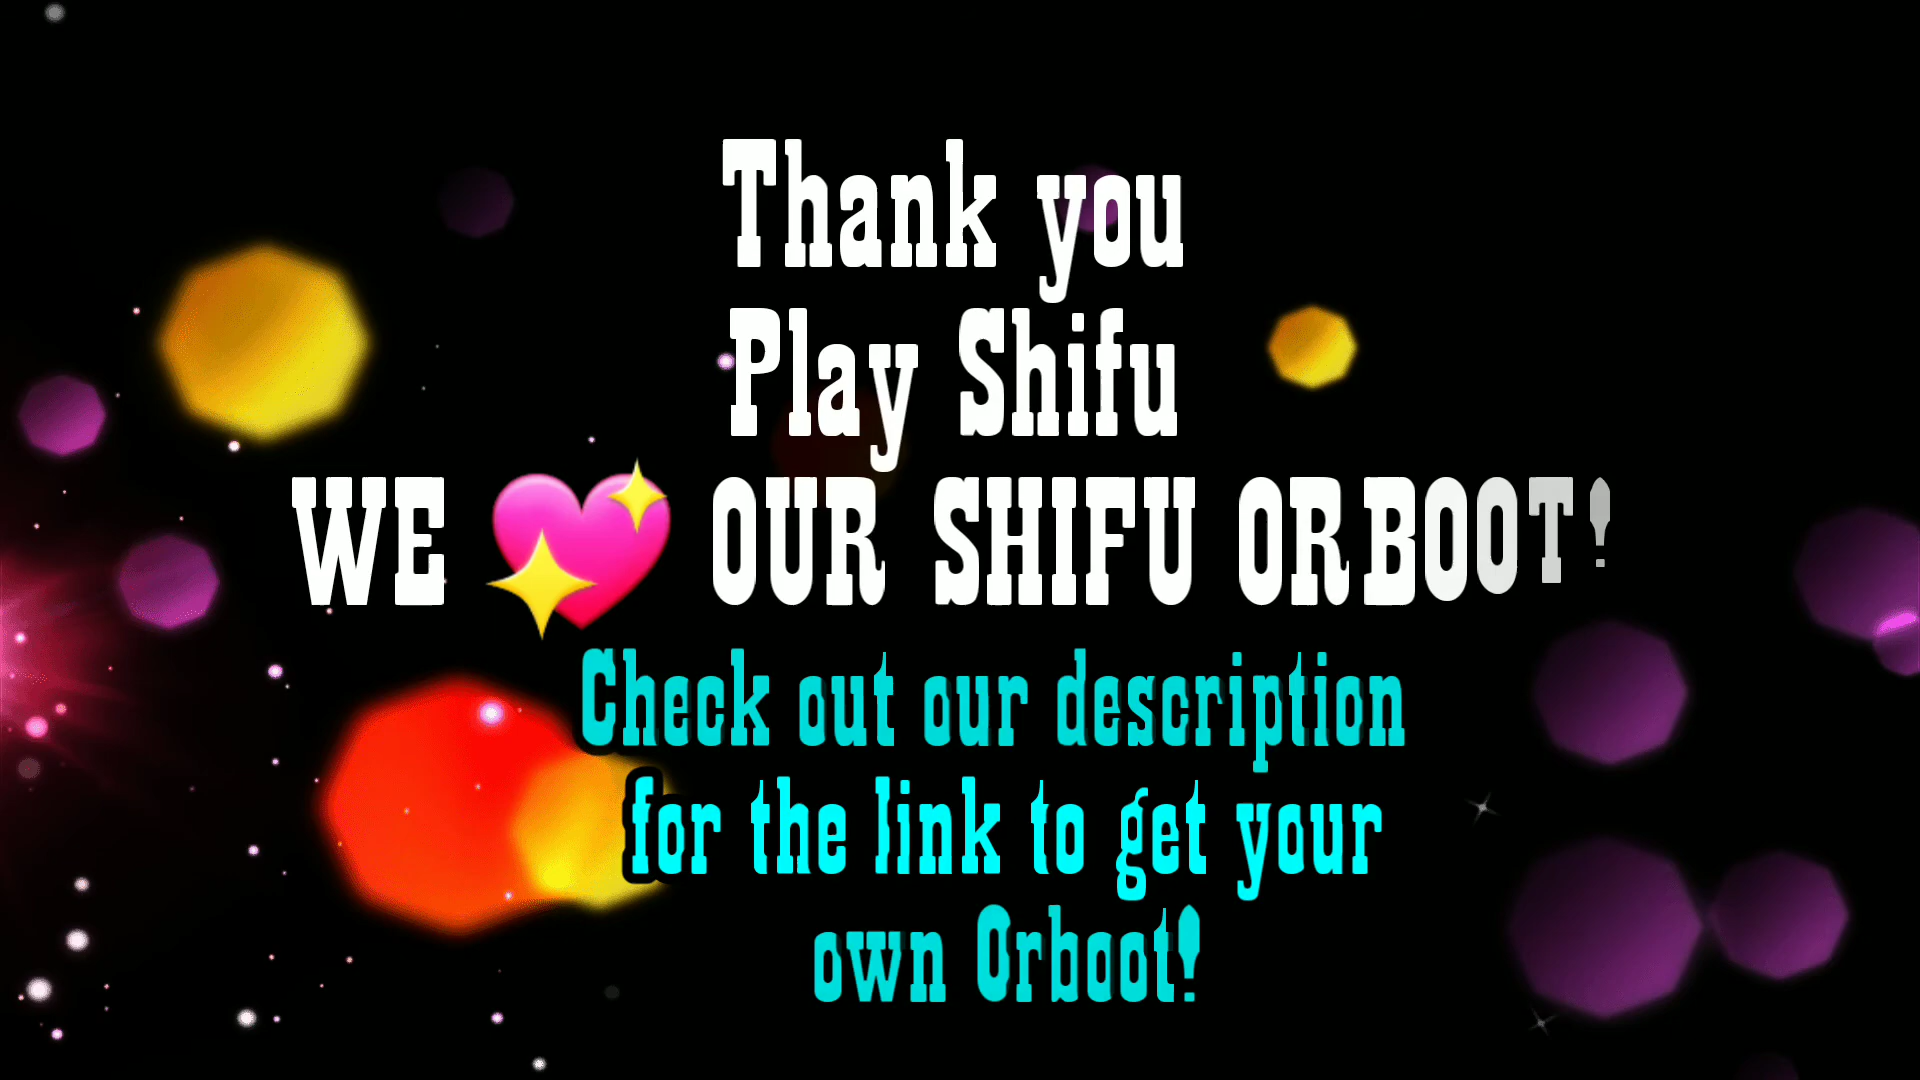 Thank you
Play Shifu
WE 💖 OUR SHIFU ORBOOT!
Check out our description
for the link to get your
own Orboot!